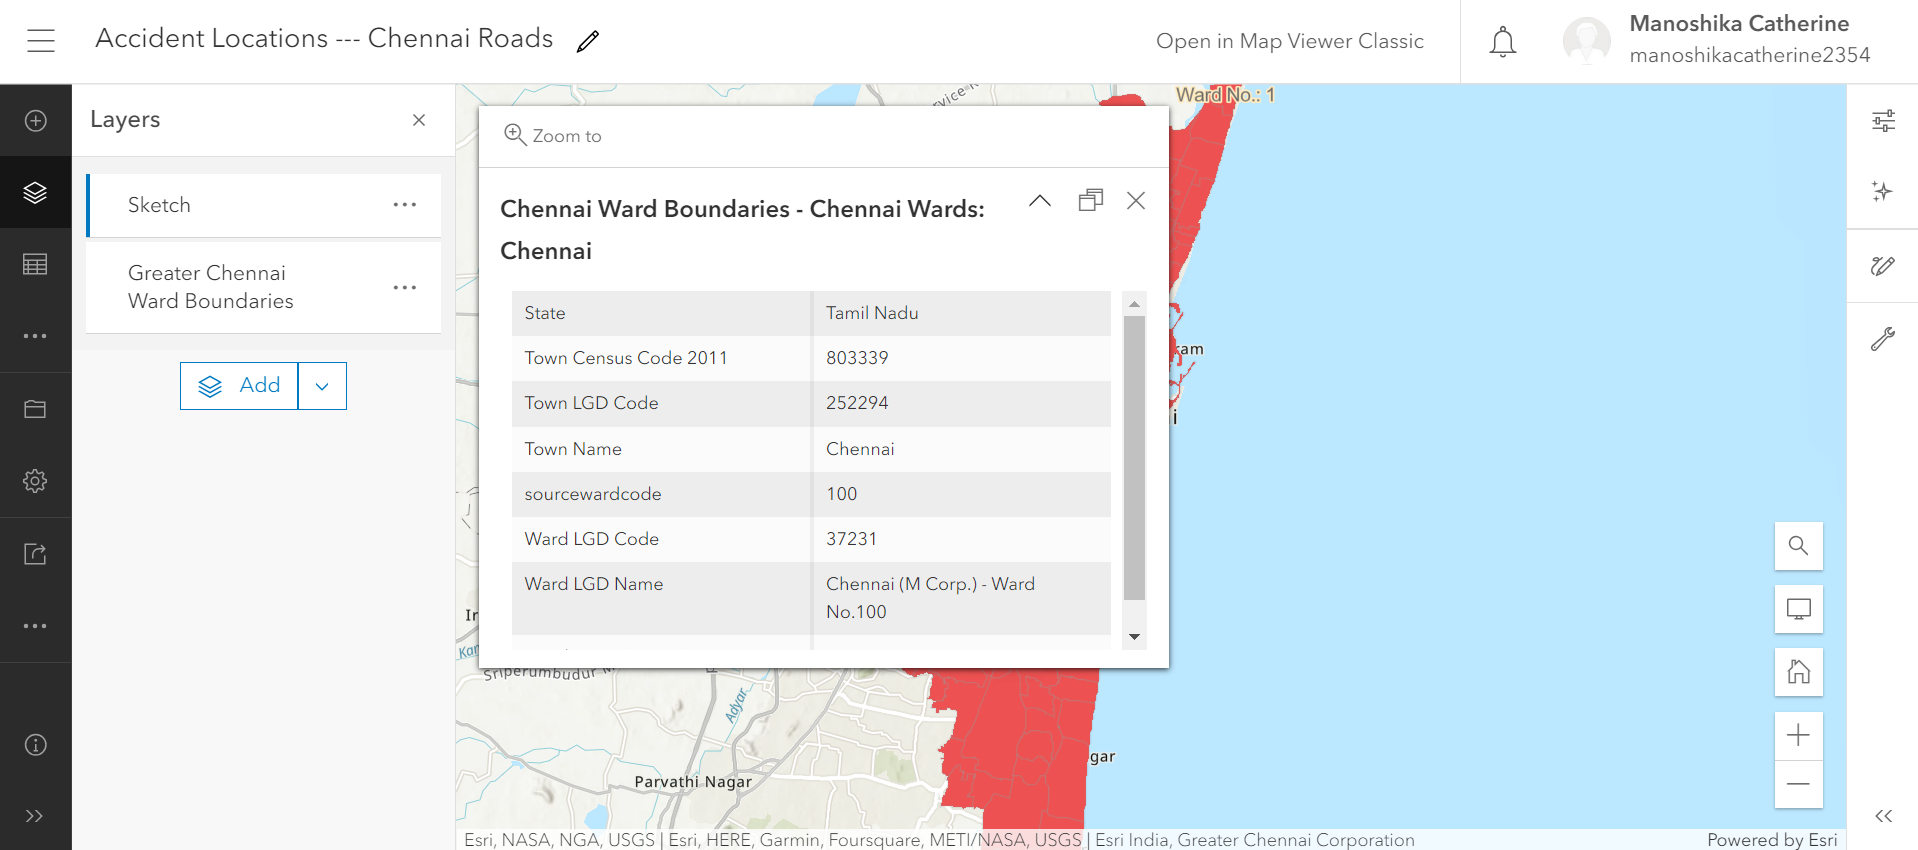 Accident Locations --- Chennai Roads
Open in Map Viewer Classic
Manoshika Catherine
manoshikacatherine2354
Layers
Sketch
Greater Chennai
Ward Boundaries
Add
Ward No.: 1
Zoom to
Chennai Ward Boundaries - Chennai Wards:
Chennai
State Tamil Nadu
Town Census Code 2011 803339
Town LGD Code 252294
Town Name Chennai
sourcewardcode 100
Ward LGD Code 37231
Ward LGD Name Chennai (M Corp.) - Ward
No.100
Adyar
Parvathi Nagar
Esri, NASA, NGA, USGS | Esri, HERE, Garmin, Foursquare, METI/NASA, USGS | Esri India, Greater Chennai Corporation
Powered by Esri